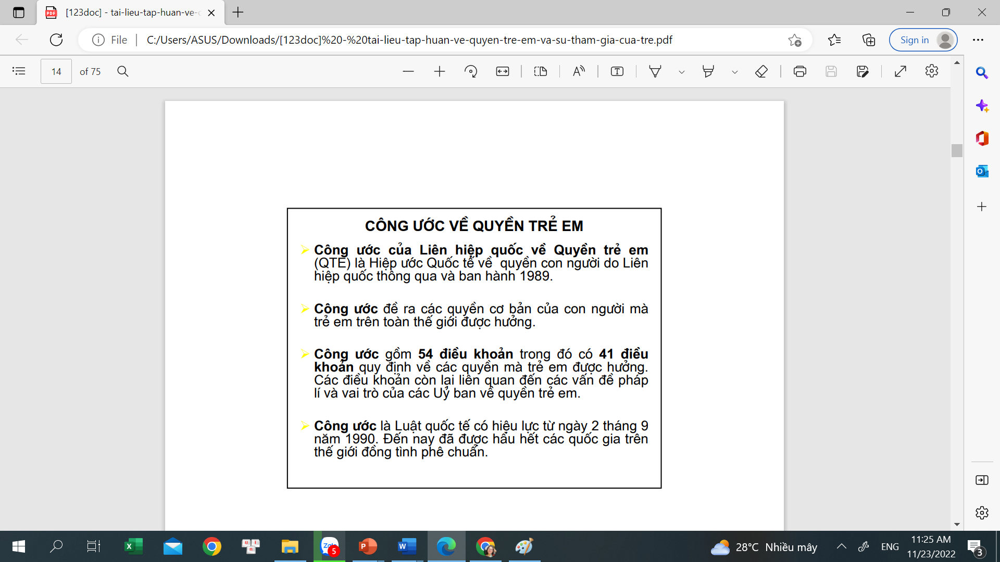 [123doc] - tai-lieu-tap-huan-ve-
File
C:/Users/ASUS/Downloads/[123doc]%20-%20tai-lieu-tap-huan-ve-quyen-tre-em-va-su-tham-gia-cua-tre.pdf
Sign in
14 of 75
CÔNG ƯỚC VỀ QUYỀN TRẺ EM
Công ước của Liên hiệp quốc về Quyền trẻ em
(QTE) là Hiệp ước Quốc tế về quyền con người do Liên
hiệp quốc thông qua và ban hành 1989.
Công ước đề ra các quyền cơ bản của con người mà
trẻ em trên toàn thế giới được hưởng.
Công ước gồm 54 điều khoản trong đó có 41 điều
khoản quy định về các quyền mà trẻ em được hưởng.
Các điều khoản còn lại liên quan đến các vấn đề pháp
lí và vai trò của các Uỷ ban về quyền trẻ em.
Công ước là Luật quốc tế có hiệu lực từ ngày 2 tháng 9
năm 1990. Đến nay đã được hầu hết các quốc gia trên
thế giới đồng tình phê chuẩn.
28°C Nhiều mây
ENG
11:25 AM
11/23/2022
3
5